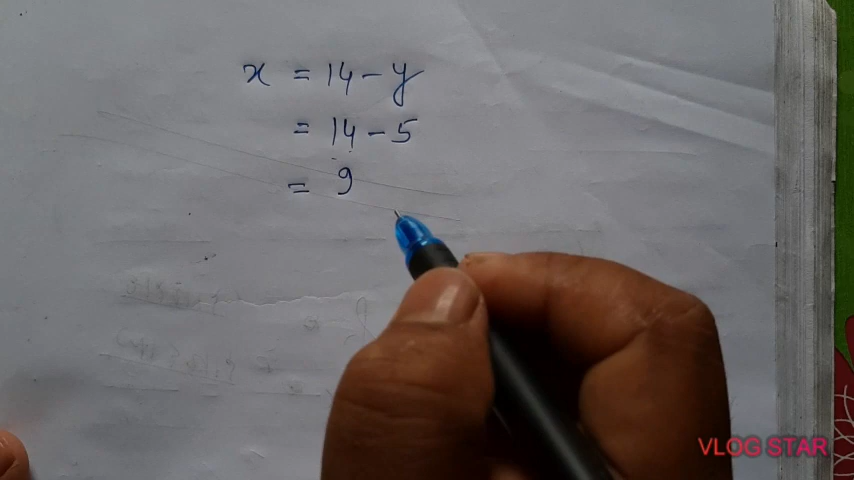 x = 14 - y
= 14 - 5
= 9
VLOG STAR